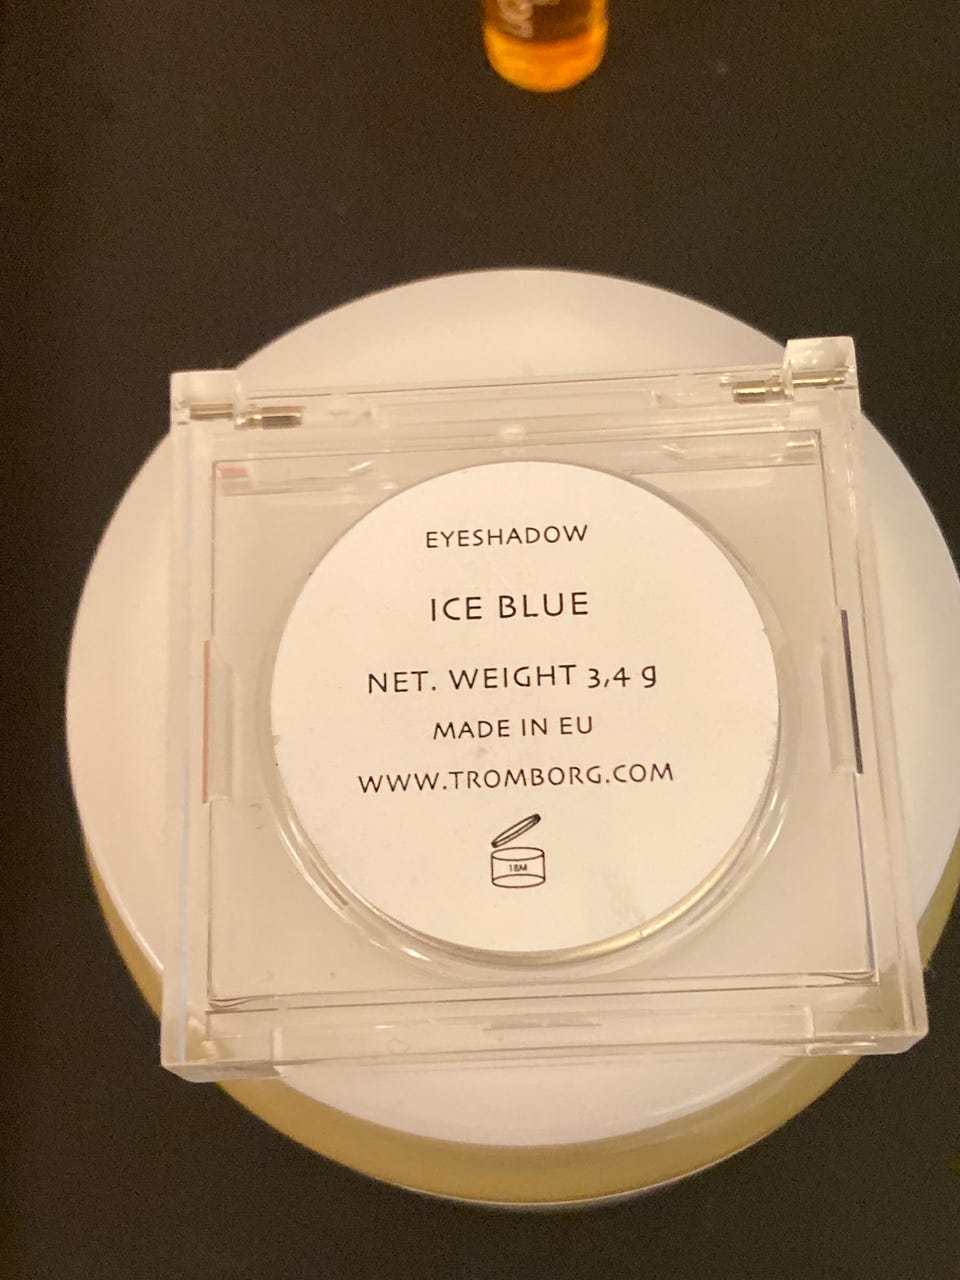 EYESHADOW
ICE BLUE
NET. WEIGHT 3,4 g
MADE IN EU
WWW.TROMBORG.COM
18M